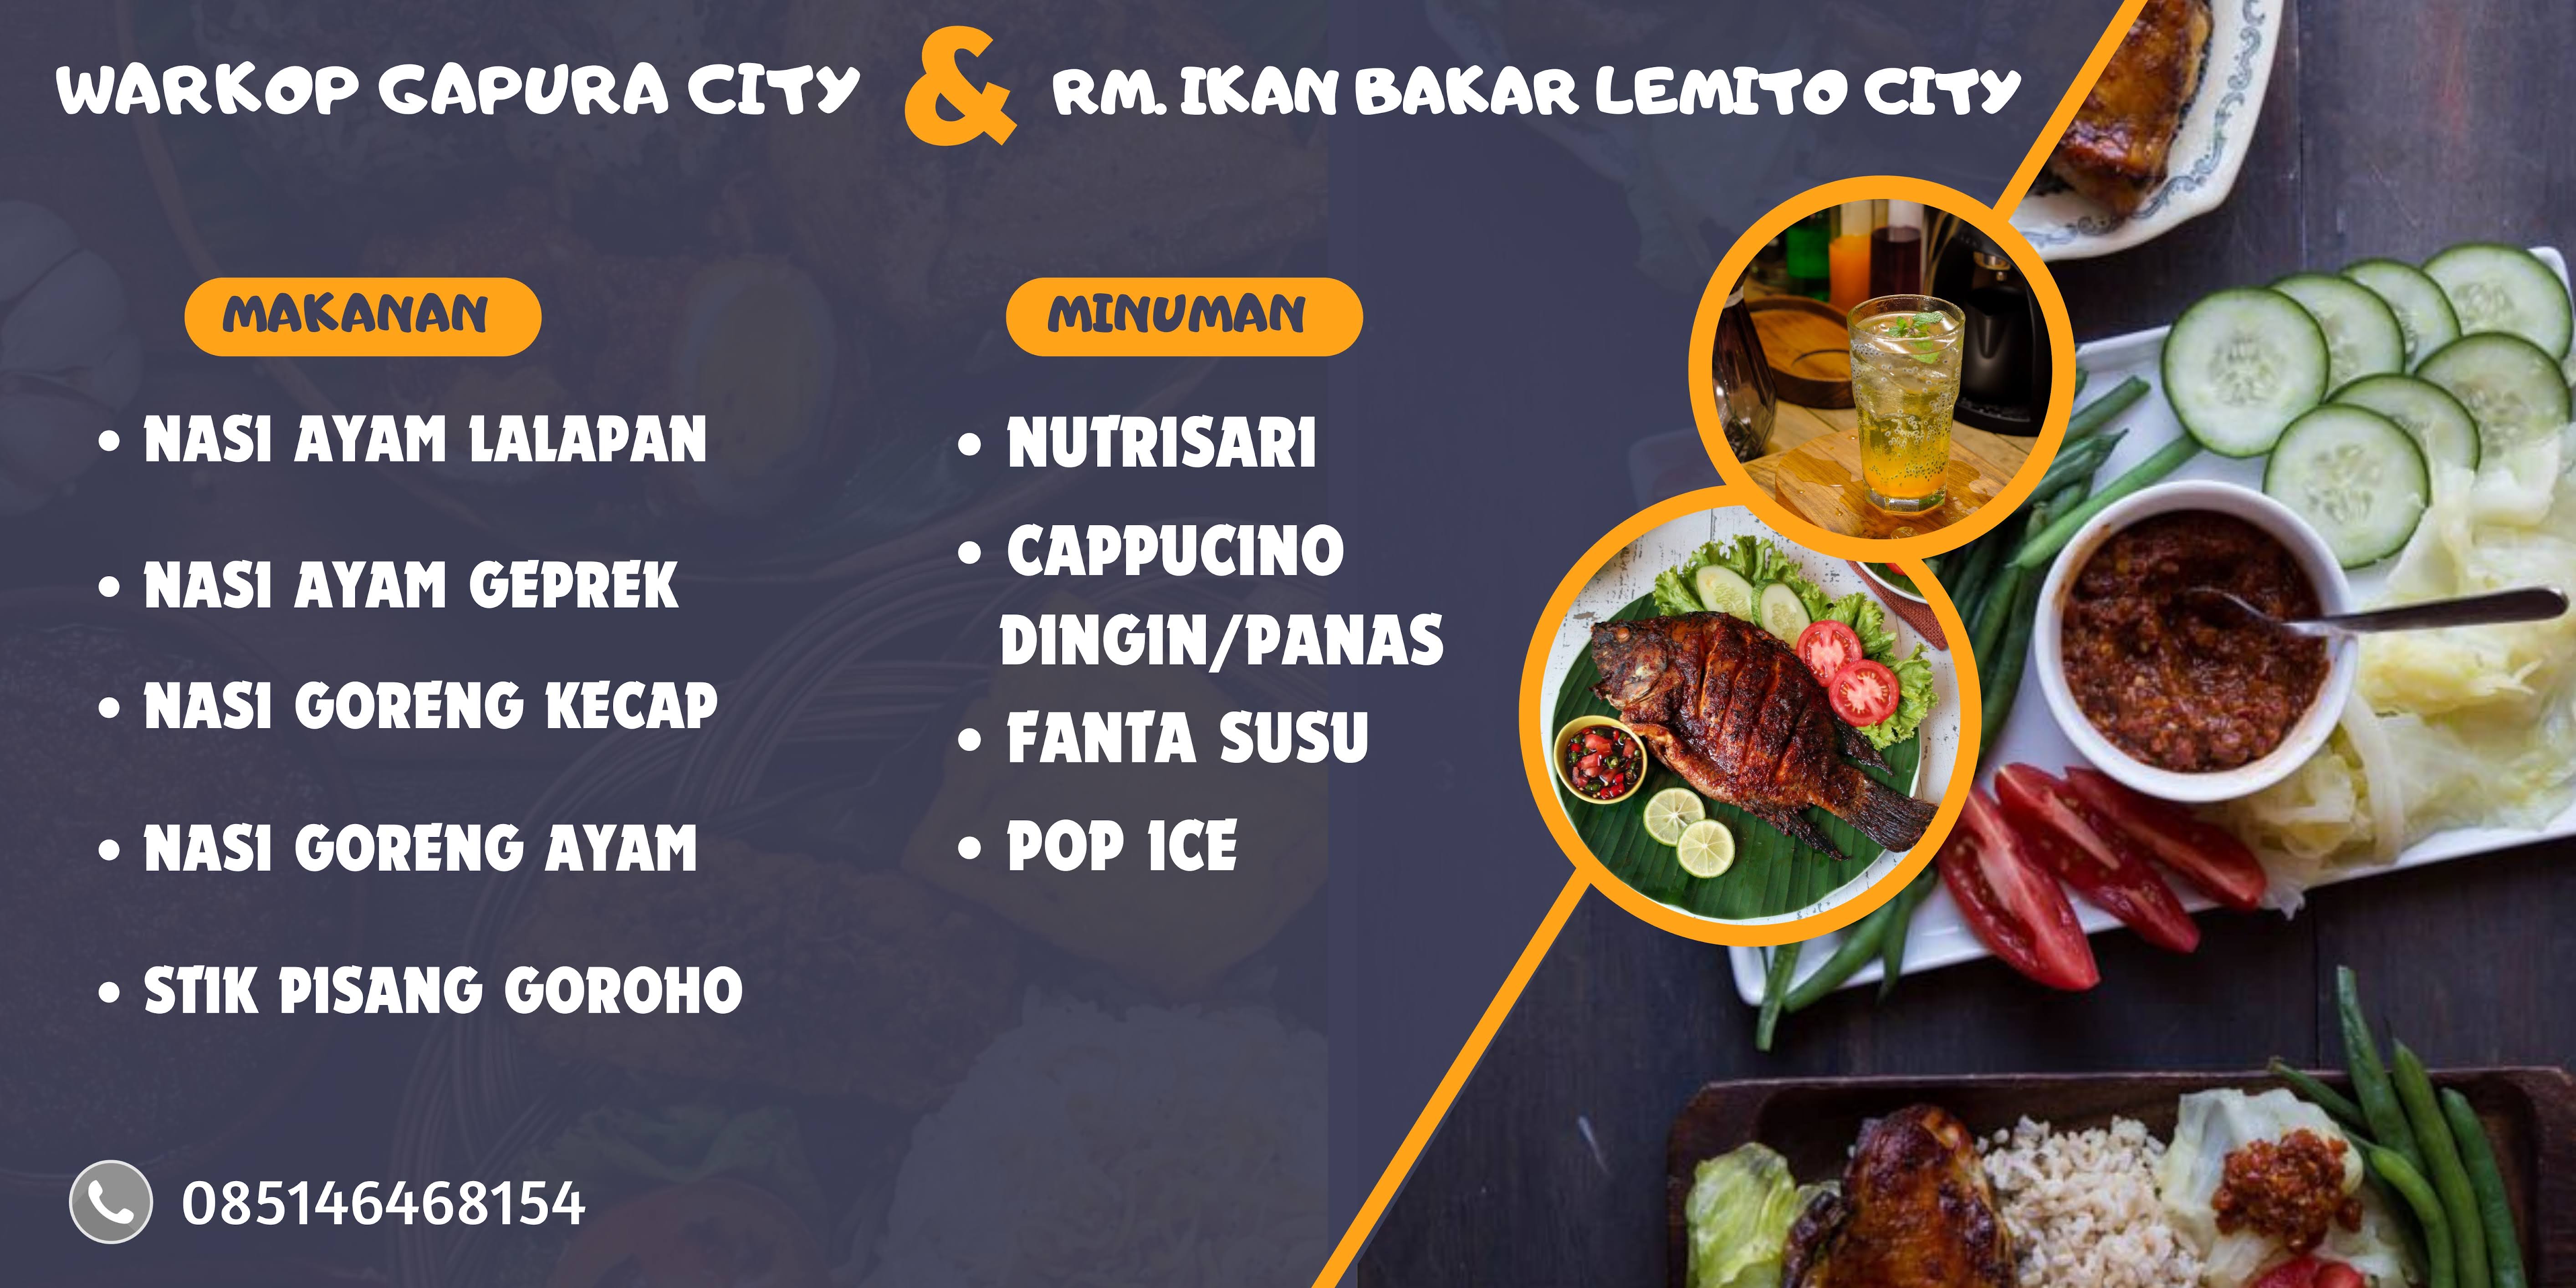 WARKOP GAPURA CITY & RM. IKAN BAKAR LEMITO CITY
MAKANAN
• NASI AYAM LALAPAN
• NASI AYAM GEPREK
• NASI GORENG KECAP
• NASI GORENG AYAM
• STIK PISANG GOROHO
MINUMAN
• NUTRISARI
• CAPPUCINO
DINGIN/PANAS
• FANTA SUSU
• POP ICE
085146468154